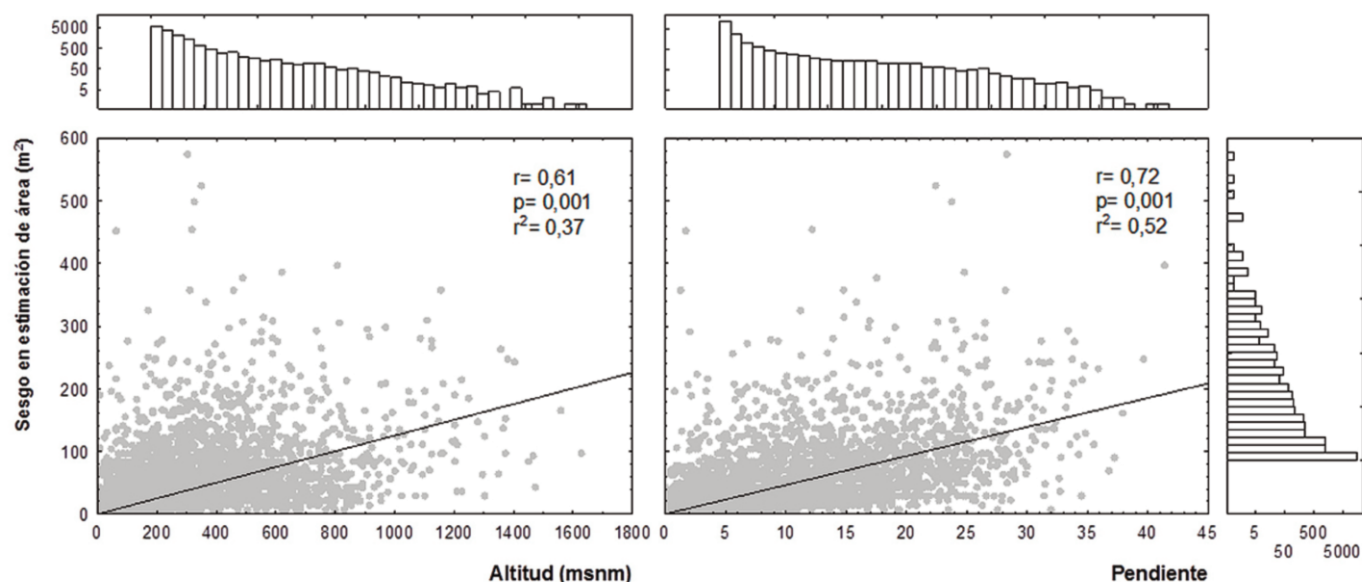 5000
500
50
5
Sesgo en estimación de área (m²)
600
500
400
300
200
100
0
r= 0,61
p= 0,001
r²= 0,37
r= 0,72
p= 0,001
r²= 0,52
0 200 400 600 800 1000 1200 1400 1600 1800
Altitud (msnm)
0 5 10 15 20 25 30 35 40 45
Pendiente
5 500
50 5000